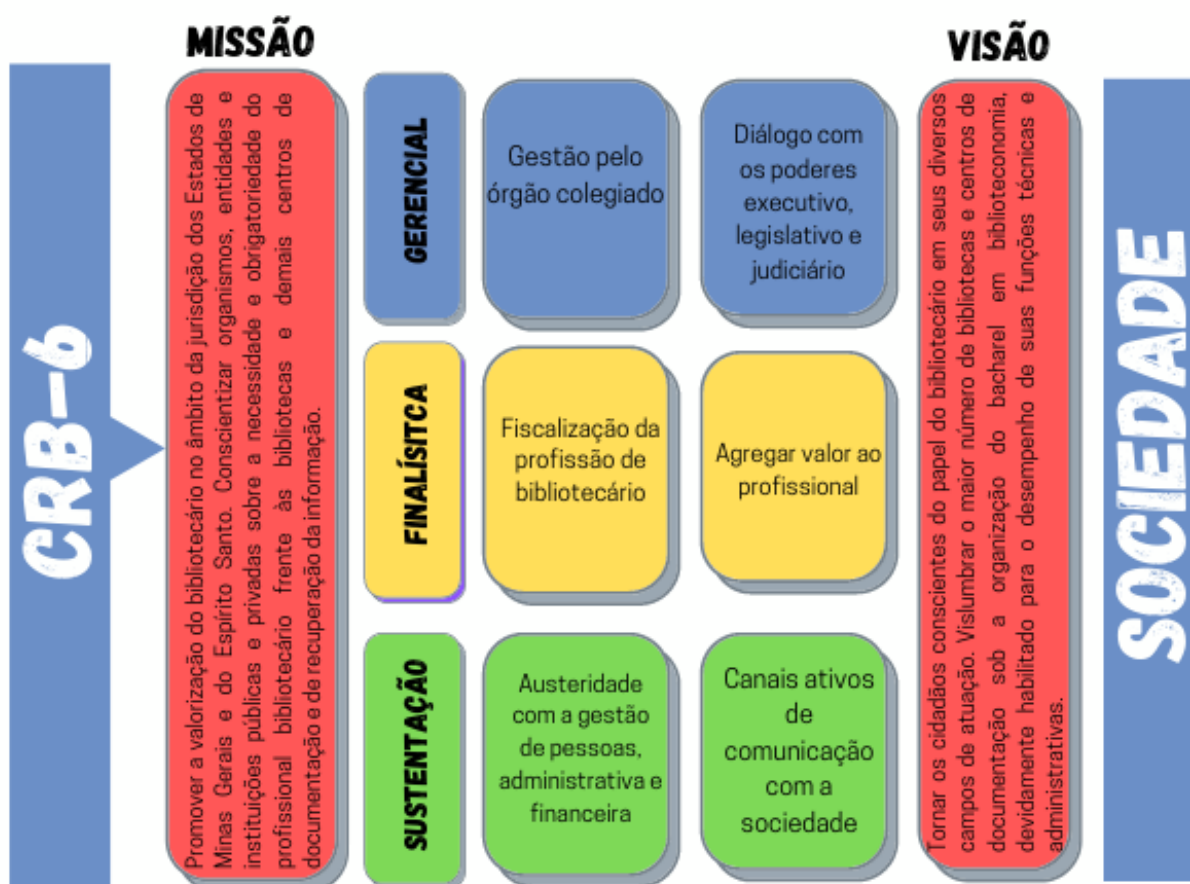 CRB-6
MISSÃO
Promover a valorização do bibliotecário no âmbito da jurisdição dos Estados de
Minas Gerais e do Espírito Santo. Conscientizar organismos, entidades e
instituições públicas e privadas sobre a necessidade e obrigatoriedade do
profissional bibliotecário frente às bibliotecas e demais centros de
documentação e de recuperação da informação.
GERENCIAL
Gestão pelo
órgão colegiado
Diálogo com
os poderes
executivo,
legislativo e
judiciário
FINALÍSITCA
Fiscalização da
profissão de
bibliotecário
Agregar valor ao
profissional
SUSTENTAÇÃO
Austeridade
com a gestão
de pessoas,
administrativa e
financeira
Canais ativos
de
comunicação
com a
sociedade
VISÃO
Tornar os cidadãos conscientes do papel do bibliotecário em seus diversos
campos de atuação. Vislumbrar o maior número de bibliotecas e centros de
documentação sob a organização do bacharel em biblioteconomia,
devidamente habilitado para o desempenho de suas funções técnicas e
administrativas.
SOCIEDADE